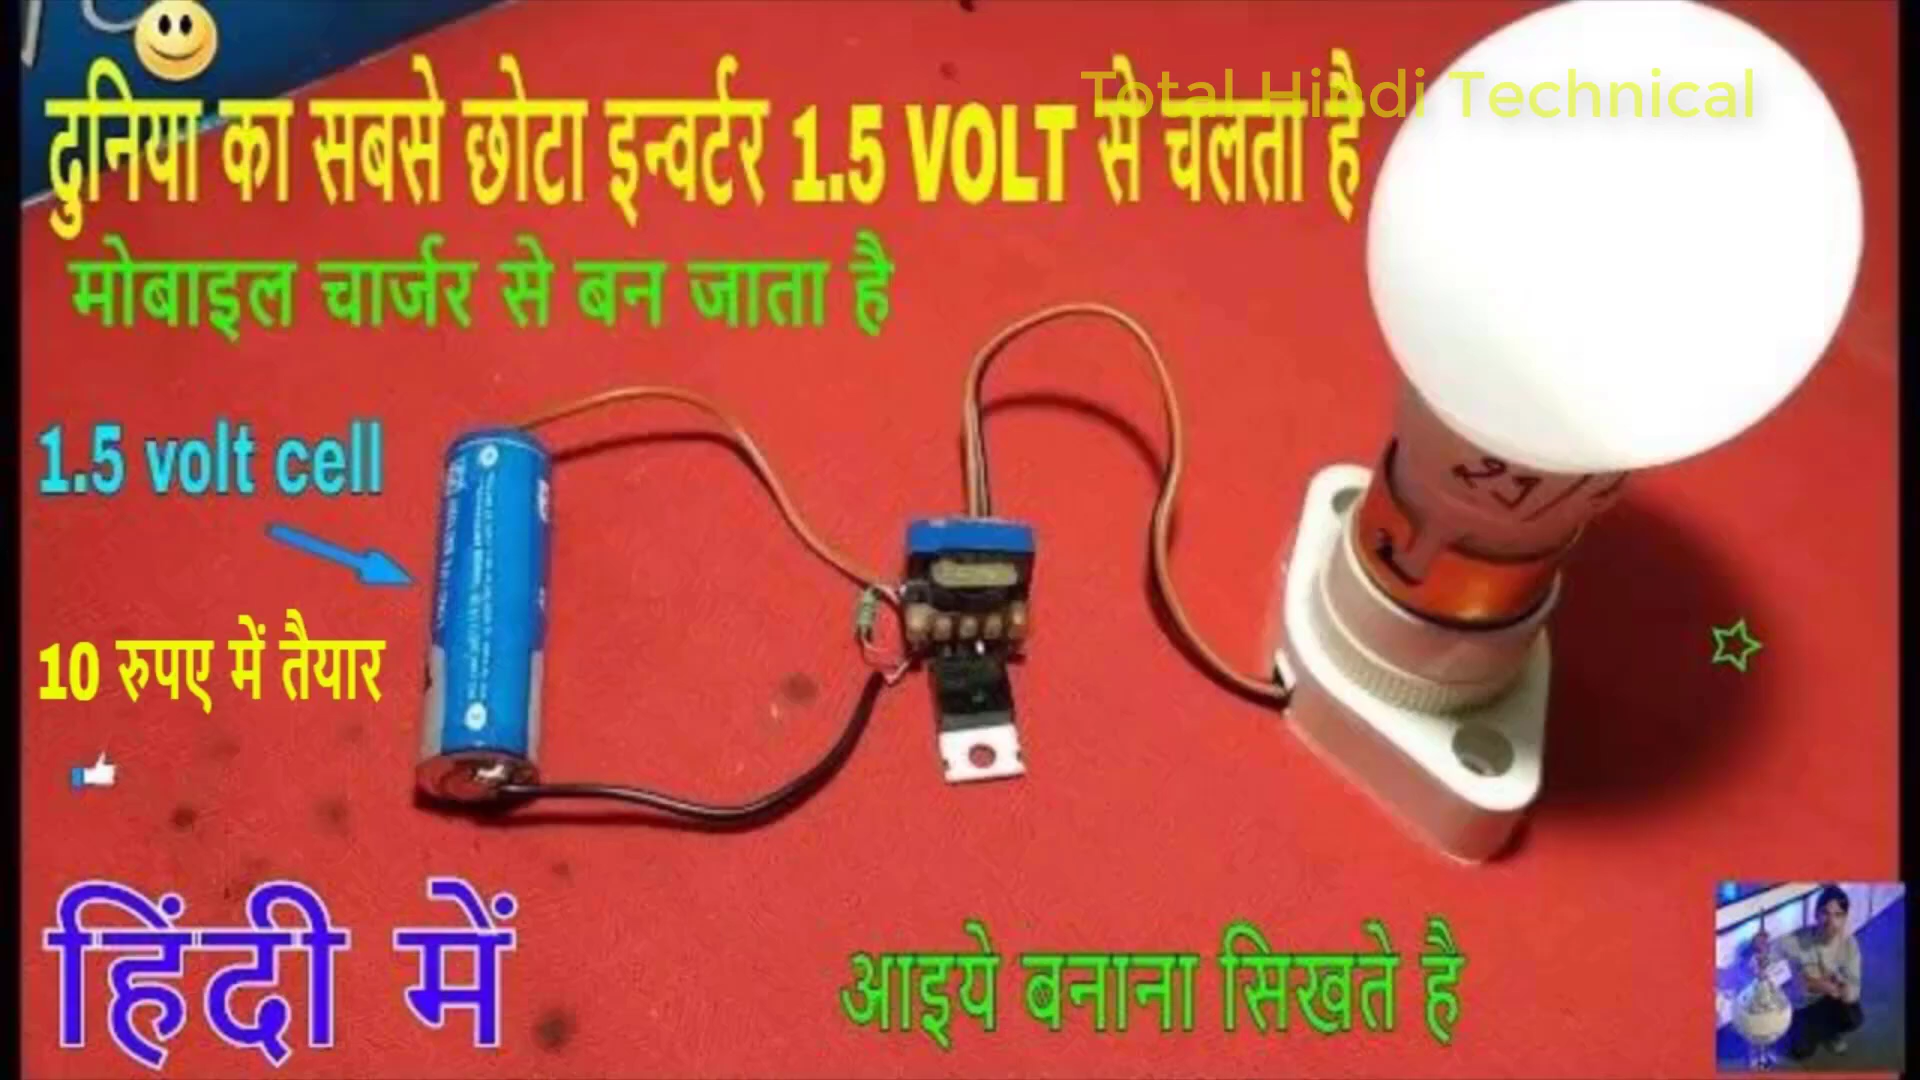 Total Hindi Technical
दुनिया का सबसे छोटा इन्वर्टर 1.5 VOLT से चलता है
मोबाइल चार्जर से बन जाता है
1.5 volt cell
10 रुपए में तैयार
हिंदी में
आइये बनाना सिखते है